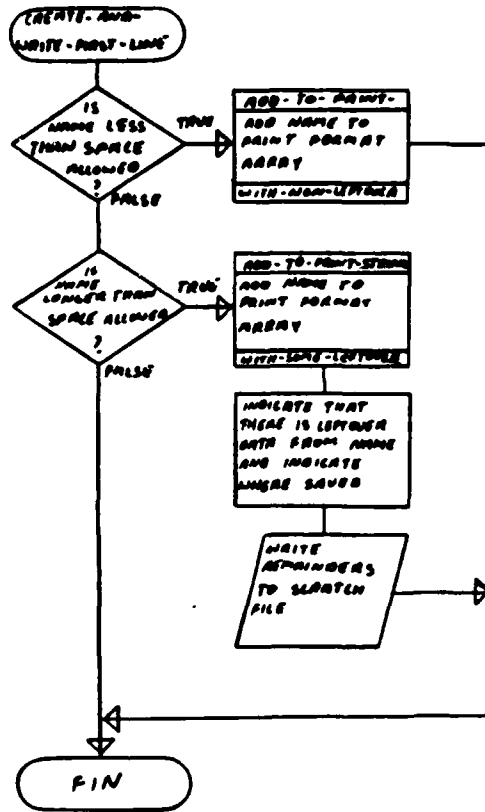 CREATE-AND-
WRITE-FIRST-LINE
IS
NAME LESS
THAN SPACE
ALLOWED
?
TRUE
FALSE
ADD-TO-PRINT-
ADD NAME TO
PRINT FORMAT
ARRAY
WITH-NON-LEFTOVER
IS
NAME
LONGER THAN
SPACE ALLOWED
?
TRUE
FALSE
ADD-TO-PRINT-STRING
ADD NAME TO
PRINT FORMAT
ARRAY
WITH-SOME-LEFTOVER
INDICATE THAT
THERE IS LEFTOVER
DATA FROM NAME
AND INDICATE
WHERE SAVED
WRITE
REMAINDERS
TO SCRATCH
FILE
FIN